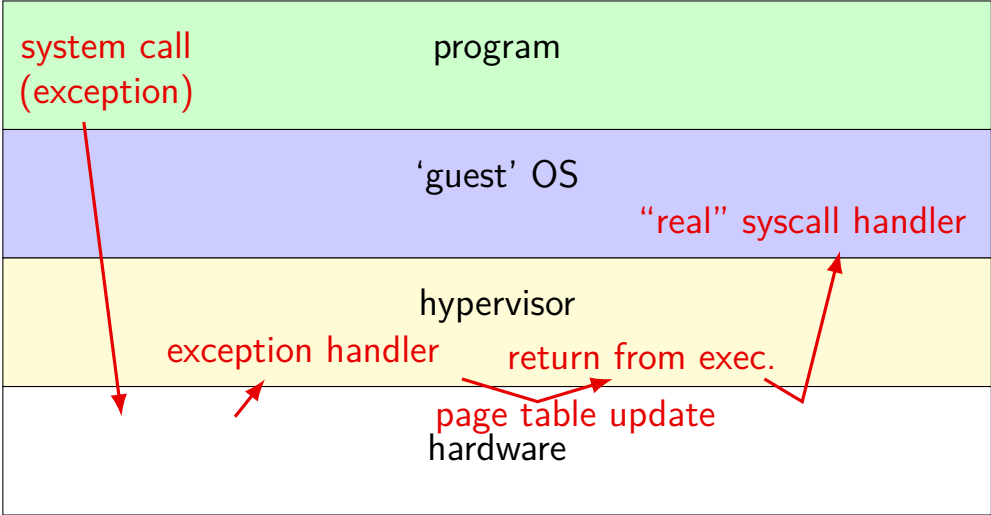 system call
(exception)
program
‘guest’ OS
“real” syscall handler
hypervisor
exception handler
return from exec.
page table update
hardware